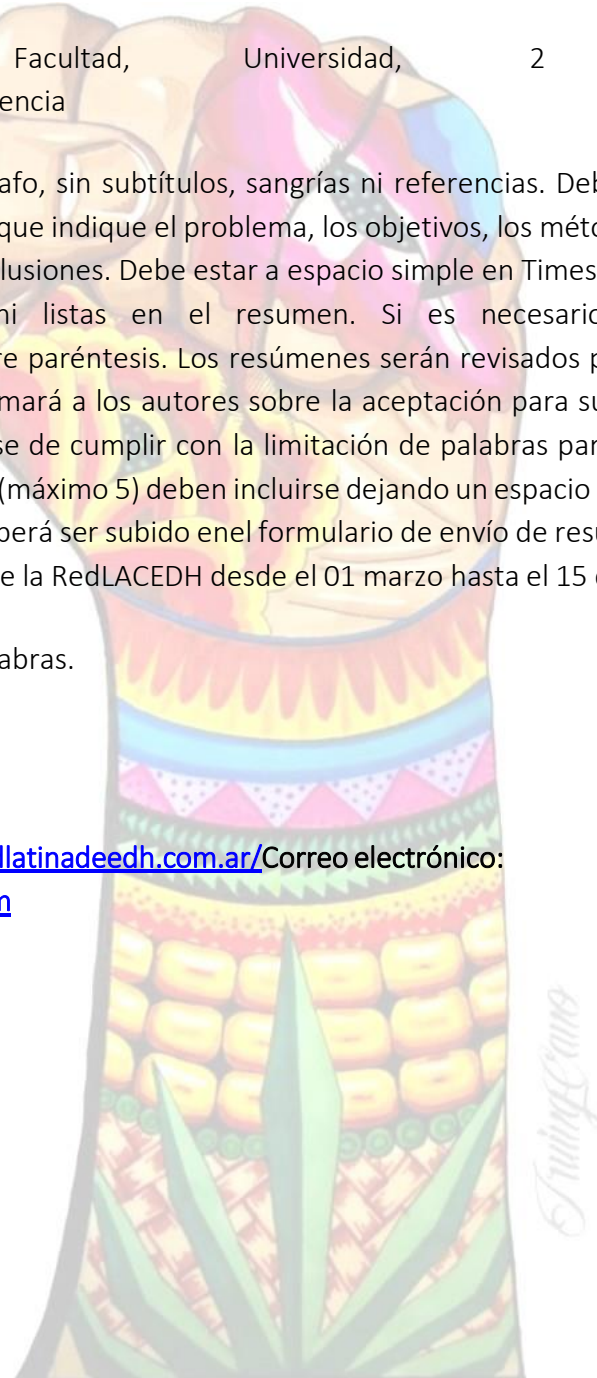 Facultad, Universidad, 2
encia
afo, sin subtítulos, sangrías ni referencias. Deb
que indique el problema, los objetivos, los méto
lusiones. Debe estar a espacio simple en Times
ni listas en el resumen. Si es necesario
re paréntesis. Los resúmenes serán revisados p
mará a los autores sobre la aceptación para su
se de cumplir con la limitación de palabras par
(máximo 5) deben incluirse dejando un espacio
perá ser subido enel formulario de envío de resu
e la RedLACEDH desde el 01 marzo hasta el 15
abras.
llatinadeedh.com.ar/Correo electrónico:
m